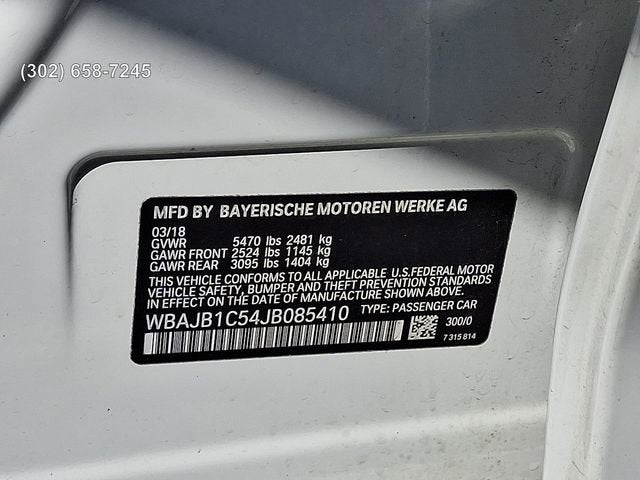 (302) 658-7245
MFD BY BAYERISCHE MOTOREN WERKE AG
03/18
GVWR 5470 lbs 2481 kg
GAWR FRONT 2524 lbs 1145 kg
GAWR REAR 3095 lbs 1404 kg
THIS VEHICLE CONFORMS TO ALL APPLICABLE U.S.FEDERAL MOTOR
VEHICLE SAFETY, BUMPER AND THEFT PREVENTION STANDARDS
IN EFFECT ON THE DATE OF MANUFACTURE SHOWN ABOVE.
WBAJB1C54JB085410 TYPE: PASSENGER CAR
300/0
7 315 814